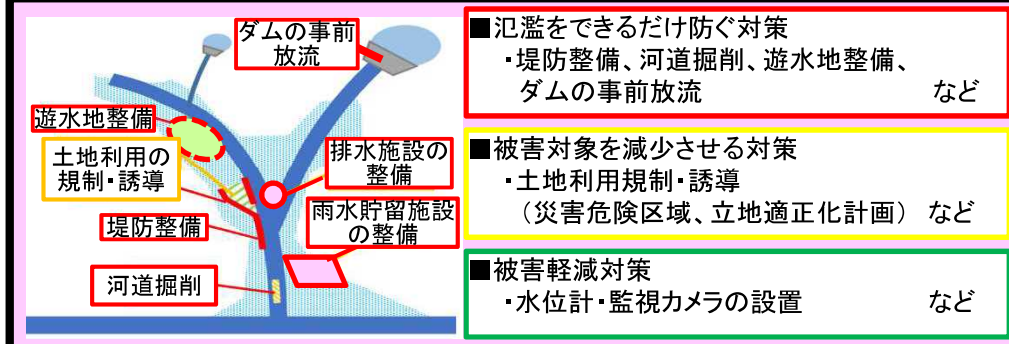 ダムの事前
放流
遊水地整備
土地利用の
規制・誘導
排水施設の
整備
堤防整備
雨水貯留施設
の整備
河道掘削
■氾濫をできるだけ防ぐ対策
・堤防整備、河道掘削、遊水地整備、
ダムの事前放流 など
■被害対象を減少させる対策
・土地利用規制・誘導
（災害危険区域、立地適正化計画） など
■被害軽減対策
・水位計・監視カメラの設置 など